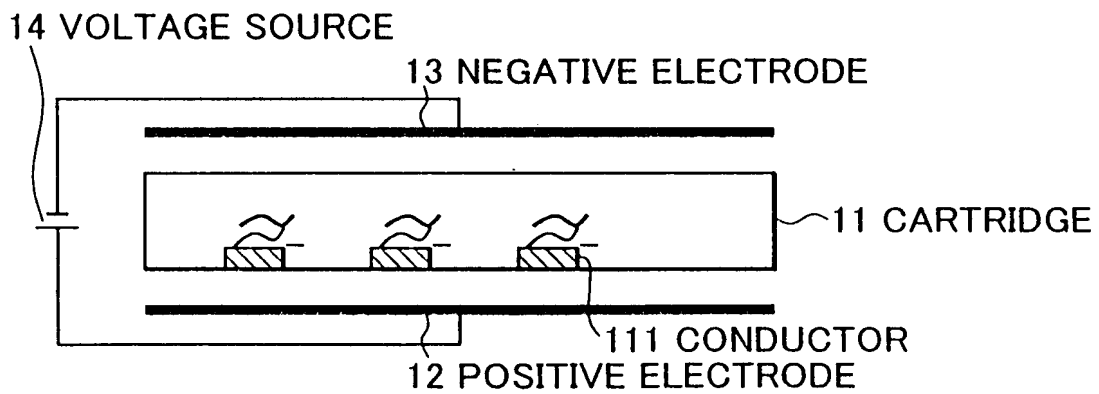 14 VOLTAGE SOURCE
13 NEGATIVE ELECTRODE
11 CARTRIDGE
111 CONDUCTOR
12 POSITIVE ELECTRODE